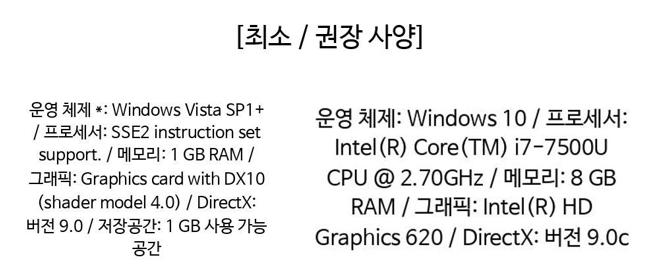 [최소 / 권장 사양]
운영 체제 *: Windows Vista SP1+
/ 프로세서: SSE2 instruction set
support. / 메모리: 1 GB RAM /
그래픽: Graphics card with DX10
(shader model 4.0) / DirectX:
버전 9.0 / 저장공간: 1 GB 사용 가능
공간
운영 체제: Windows 10 / 프로세서:
Intel(R) Core(TM) i7-7500U
CPU @ 2.70GHz / 메모리: 8 GB
RAM / 그래픽: Intel(R) HD
Graphics 620 / DirectX: 버전 9.0c